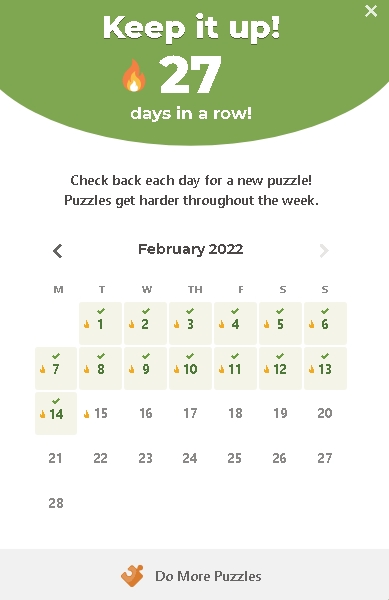 Keep it up!
27
days in a row!
Check back each day for a new puzzle!
Puzzles get harder throughout the week.
February 2022
M T W TH F S S
1 2 3 4 5 6
7 8 9 10 11 12 13
14 15 16 17 18 19 20
21 22 23 24 25 26 27
28
Do More Puzzles